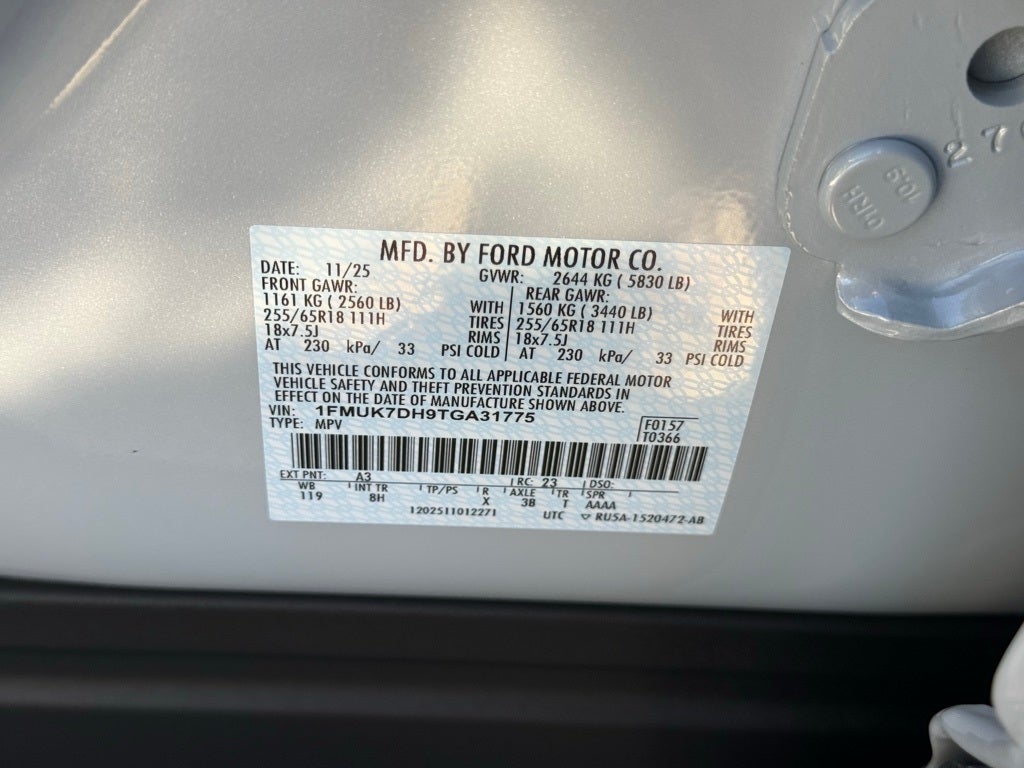 MFD. BY FORD MOTOR CO.
DATE: 11/25 GVWR: 2644 KG ( 5830 LB)
FRONT GAWR: REAR GAWR:
1161 KG ( 2560 LB) WITH 1560 KG ( 3440 LB) WITH
255/65R18 111H TIRES 255/65R18 111H TIRES
18x7.5J RIMS 18x7.5J RIMS
AT 230 kPa/ 33 PSI COLD AT 230 kPa/ 33 PSI COLD
THIS VEHICLE CONFORMS TO ALL APPLICABLE FEDERAL MOTOR
VEHICLE SAFETY AND THEFT PREVENTION STANDARDS IN
EFFECT ON THE DATE OF MANUFACTURE SHOWN ABOVE.
VIN: 1FMUK7DH9TGA31775 F0157
TYPE: MPV T0366
EXT PNT: A3 RC: 23 DSO:
WB INT TR TP/PS R AXLE TR SPR
119 8H X 3B T AAAA
1202511012271 UTC RU5A-1520472-AB
10.9
2 7